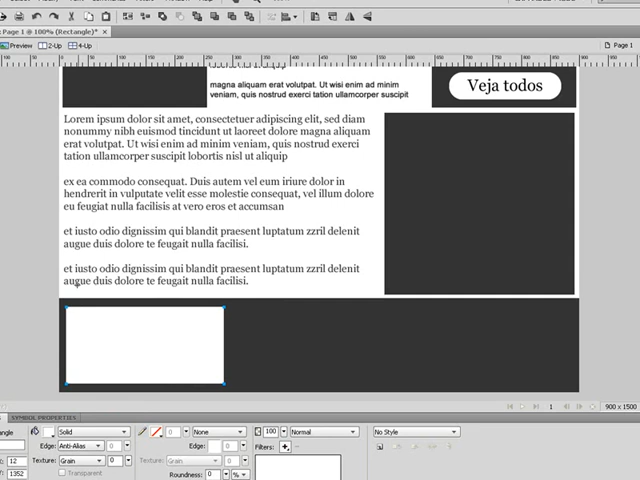 Page 1 @ 100% (Rectangle)*
Preview 2-Up 4-Up Page 1
magna aliquam erat volutpat. Ut wisi enim ad minim
veniam, quis nostrud exerci tation ullamcorper suscipit
Veja todos
Lorem ipsum dolor sit amet, consectetuer adipiscing elit, sed diam
nonummy nibh euismod tincidunt ut laoreet dolore magna aliquam
erat volutpat. Ut wisi enim ad minim veniam, quis nostrud exerci
tation ullamcorper suscipit lobortis nisl ut aliquip
ex ea commodo consequat. Duis autem vel eum iriure dolor in
hendrerit in vulputate velit esse molestie consequat, vel illum dolore
eu feugiat nulla facilisis at vero eros et accumsan
et iusto odio dignissim qui blandit praesent luptatum zzril delenit
augue duis dolore te feugait nulla facilisi.
et iusto odio dignissim qui blandit praesent luptatum zzril delenit
augue duis dolore te feugait nulla facilisi.
1 900 x 1500
SYMBOL PROPERTIES
Solid 0 None 100 Normal No Style
Edge: Anti-Alias 0 Edge: 0 Filters:
Texture: Grain 0 Texture: Grain 0
X: 12 Transparent
Y: 1352 Roundness: 0 %